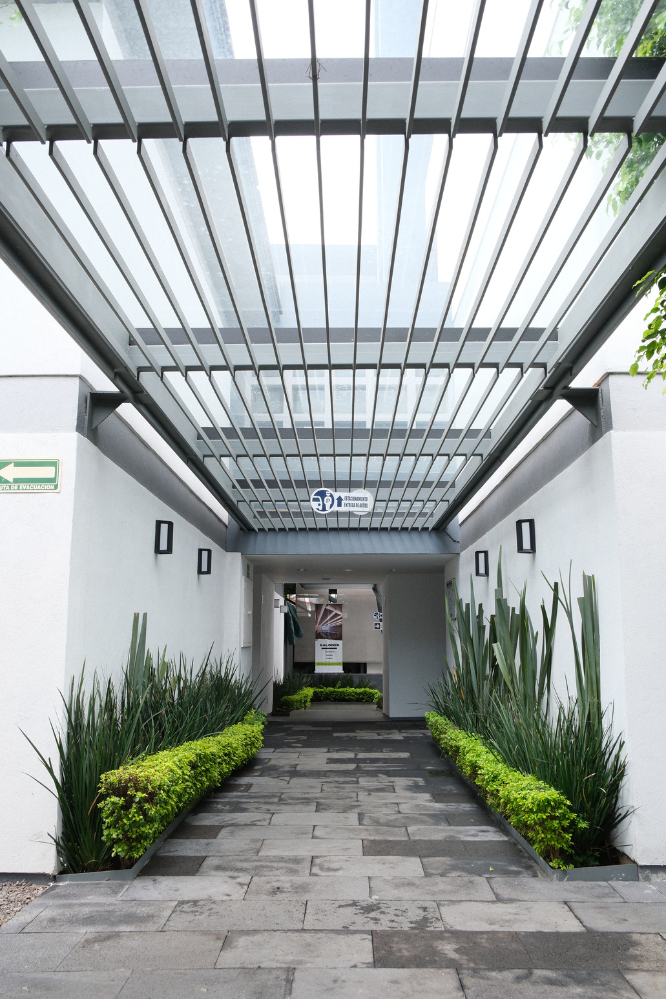 UTA DE EVACUACION
P
ESTACIONAMIENTO
ENTREGA DE AUTOS
SALONES